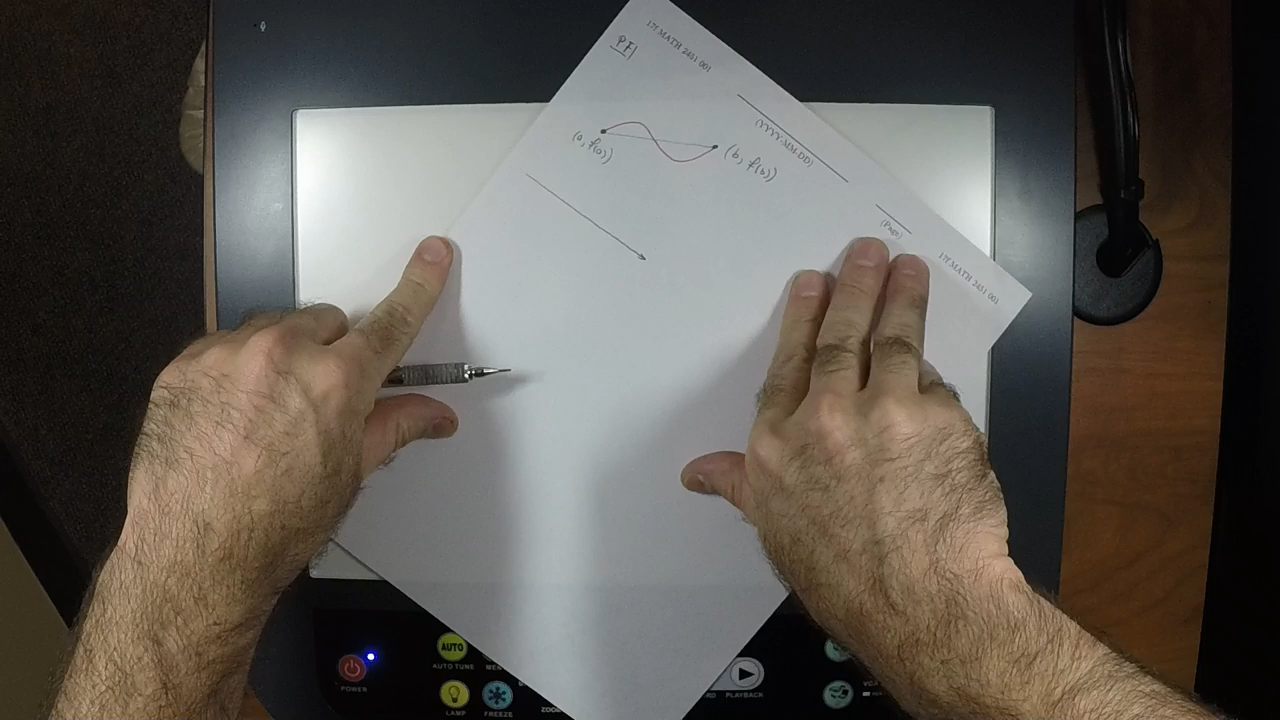 17f MATH 2451 001
PF|
(YYYY-MM-DD)
(a, f(a))
(b, f(b))
(Page)
17f MATH 2451 001
POWER
AUTO
AUTO TUNE
LAMP
FREEZE
PLAYBACK